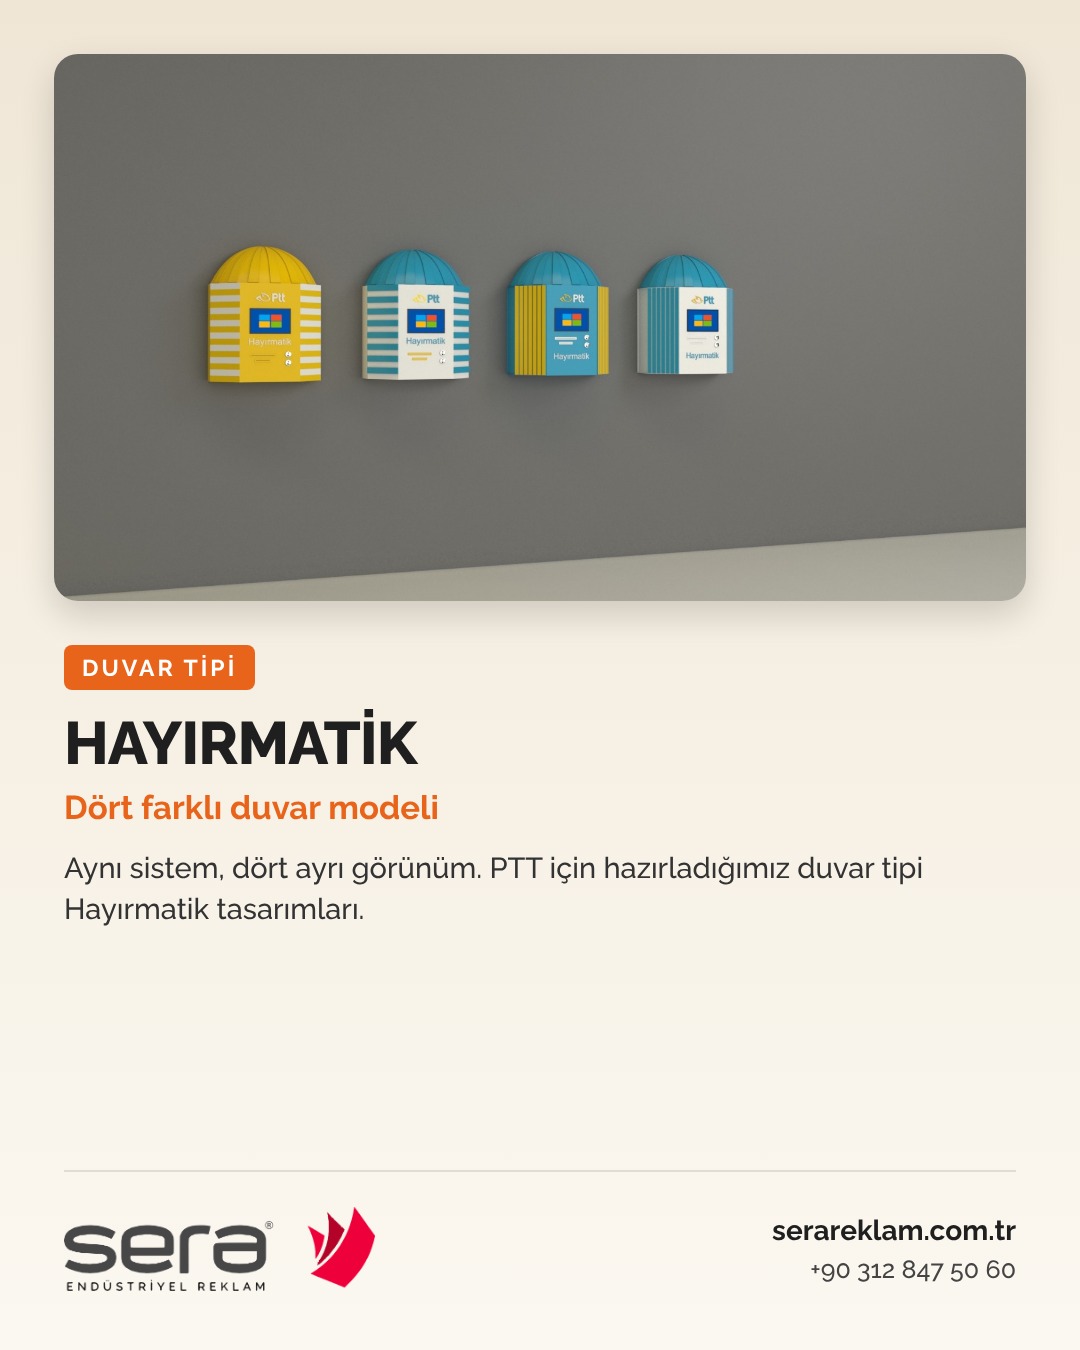 Ptt
Hayırmatik
Ptt
Hayırmatik
Ptt
Hayırmatik
Ptt
Hayırmatik
DUVAR TİPİ
HAYIRMATİK
Dört farklı duvar modeli
Aynı sistem, dört ayrı görünüm. PTT için hazırladığımız duvar tipi
Hayırmatik tasarımları.
sera®
ENDÜSTRİYEL REKLAM
serareklam.com.tr
+90 312 847 50 60